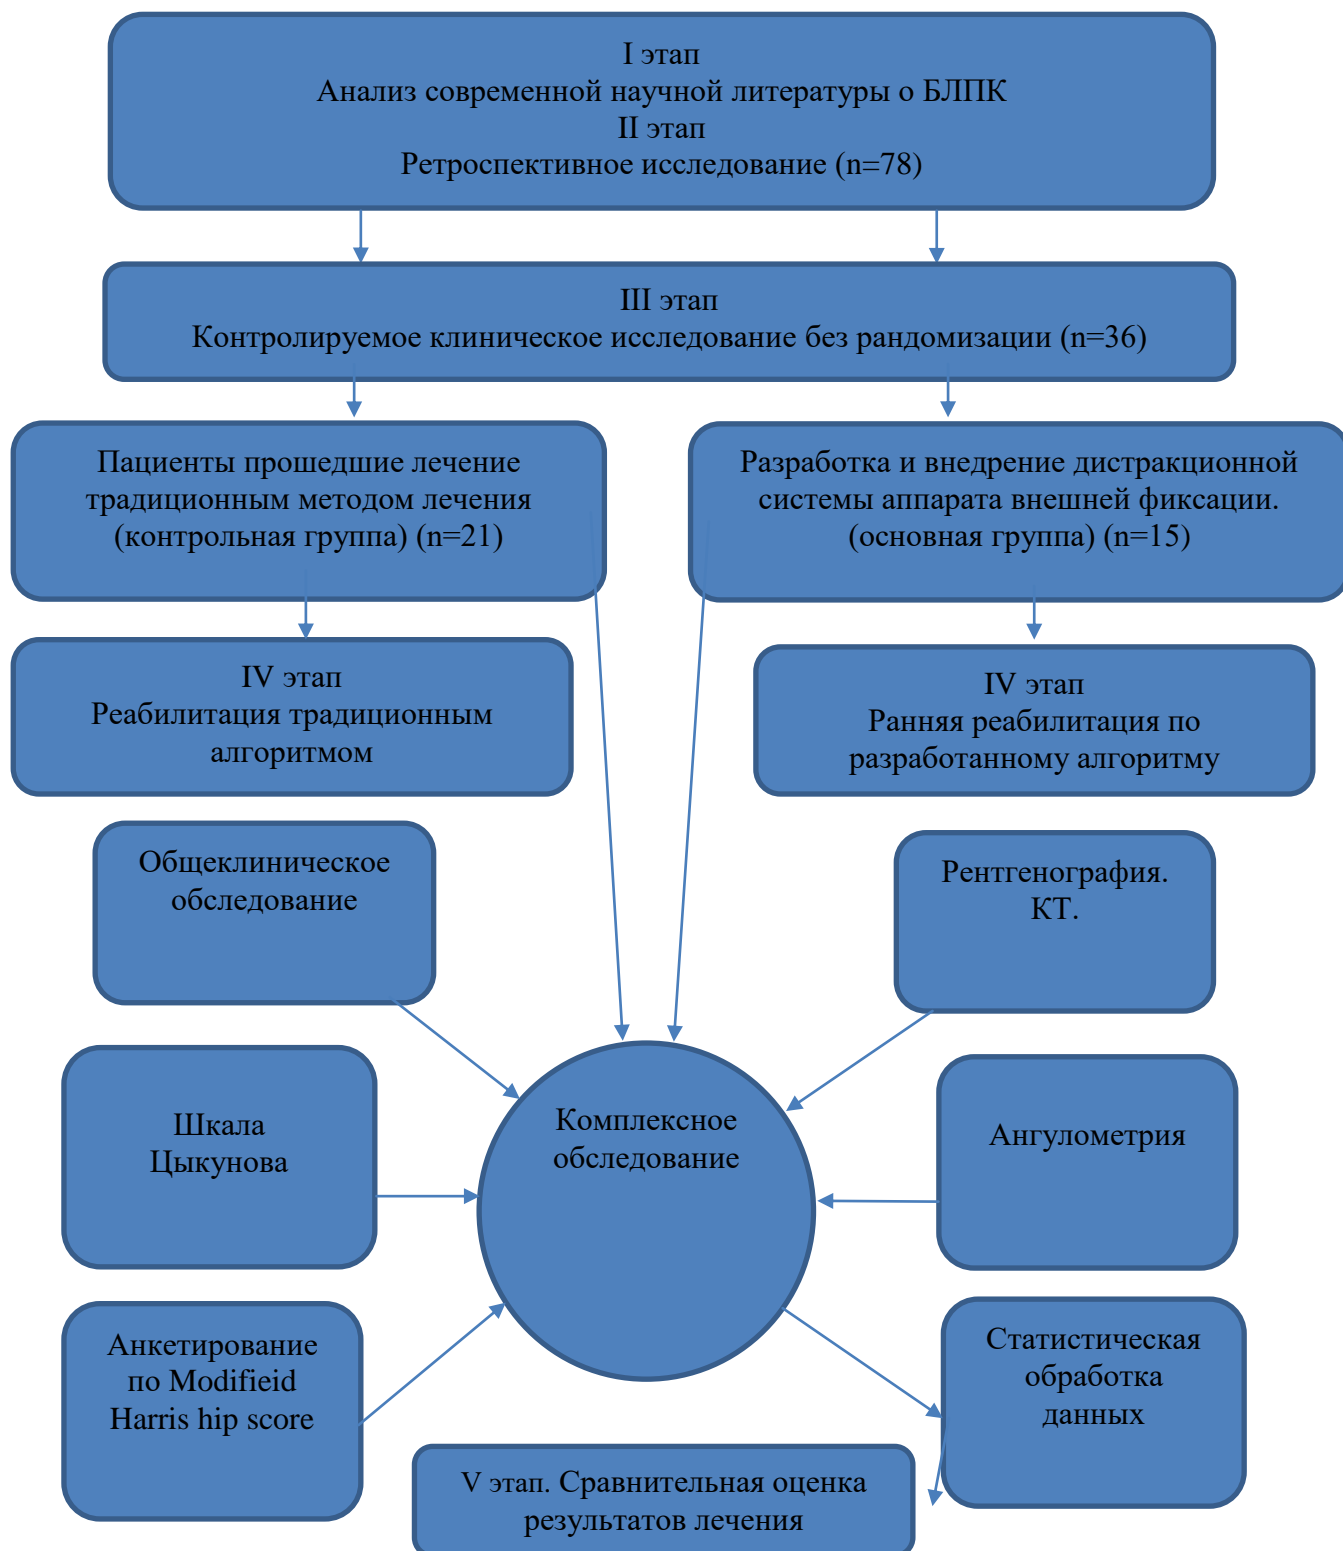 I этап
Анализ современной научной литературы о БЛПК
II этап
Ретроспективное исследование (n=78)
III этап
Контролируемое клиническое исследование без рандомизации (n=36)
Пациенты прошедшие лечение
традиционным методом лечения
(контрольная группа) (n=21)
Разработка и внедрение дистракционной
системы аппарата внешней фиксации.
(основная группа) (n=15)
IV этап
Реабилитация традиционным
алгоритмом
IV этап
Ранняя реабилитация по
разработанному алгоритму
Общеклиническое
обследование
Рентгенография.
КТ.
Шкала
Цыкунова
Комплексное
обследование
Ангулометрия
Анкетирование
по Modifieid
Harris hip score
Статистическая
обработка
данных
V этап. Сравнительная оценка
результатов лечения